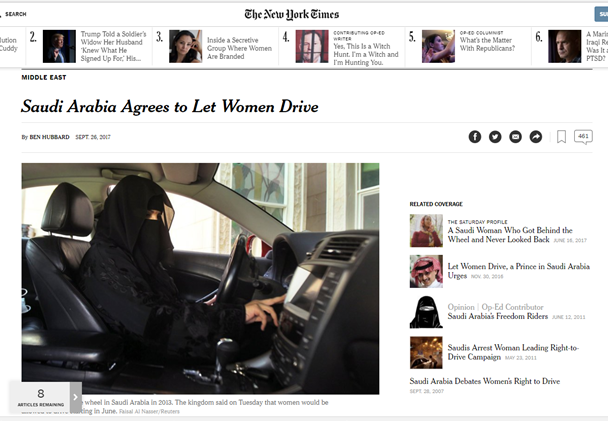 SEARCH
The New York Times
SU
ution
Cuddy
2.
Trump Told a Soldier's
Widow Her Husband
'Knew What He
Signed Up For,' His...
3.
Inside a Secretive
Group Where Women
Are Branded
4.
CONTRIBUTING OP-ED
WRITER
Yes, This Is a Witch
Hunt. I'm a Witch and
I'm Hunting You.
5.
OP-ED COLUMNIST
What's the Matter
With Republicans?
6.
A Marin
Iraqi Re
Was It a
PTSD?
MIDDLE EAST
Saudi Arabia Agrees to Let Women Drive
By BEN HUBBARD SEPT. 26, 2017
461
RELATED COVERAGE
THE SATURDAY PROFILE
A Saudi Woman Who Got Behind the
Wheel and Never Looked Back JUNE 16, 2017
Let Women Drive, a Prince in Saudi Arabia
Urges NOV. 30, 2016
Opinion | Op-Ed Contributor
Saudi Arabia's Freedom Riders JUNE 12, 2011
Saudis Arrest Woman Leading Right-to-
Drive Campaign MAY 23, 2011
Saudi Arabia Debates Women's Right to Drive
SEPT. 28, 2007
8
ARTICLES REMAINING
wheel in Saudi Arabia in 2013. The kingdom said on Tuesday that women would be
in June. Faisal Al Nasser/Reuters